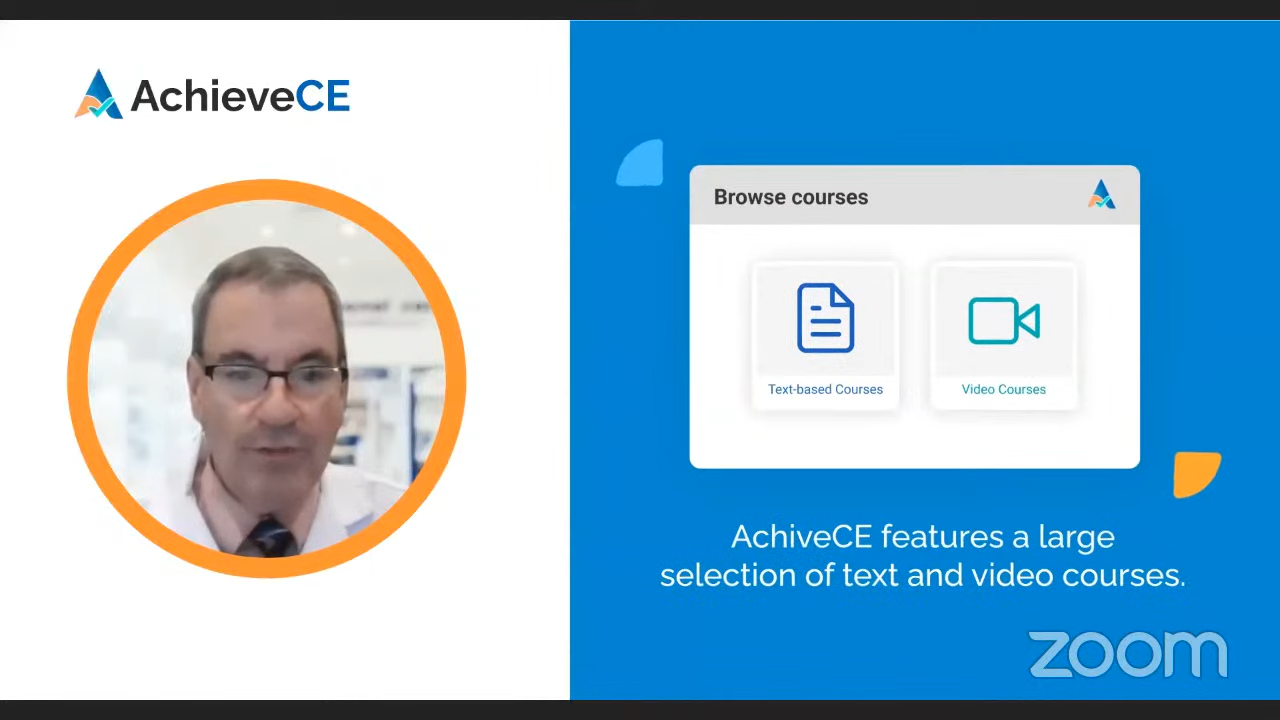 AchieveCE
Browse courses
Text-based Courses
Video Courses
AchiveCE features a large
selection of text and video courses.
zoom